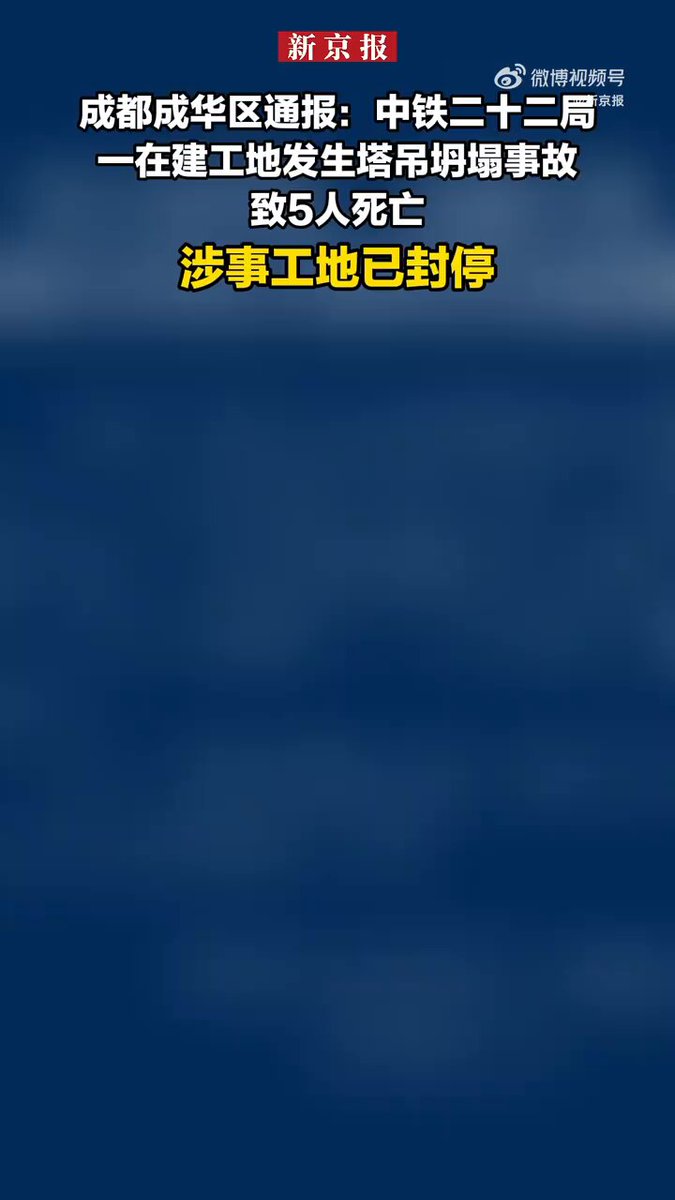 新京报
微博视频号
新京报
成都成华区通报：中铁二十二局
一在建工地发生塔吊坍塌事故
致5人死亡
涉事工地已封停